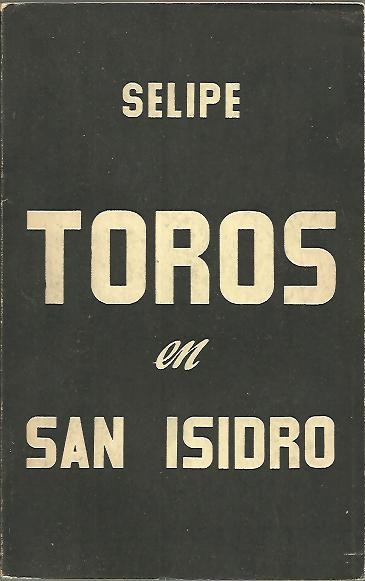 SELIPE
TOROS
en
SAN ISIDRO